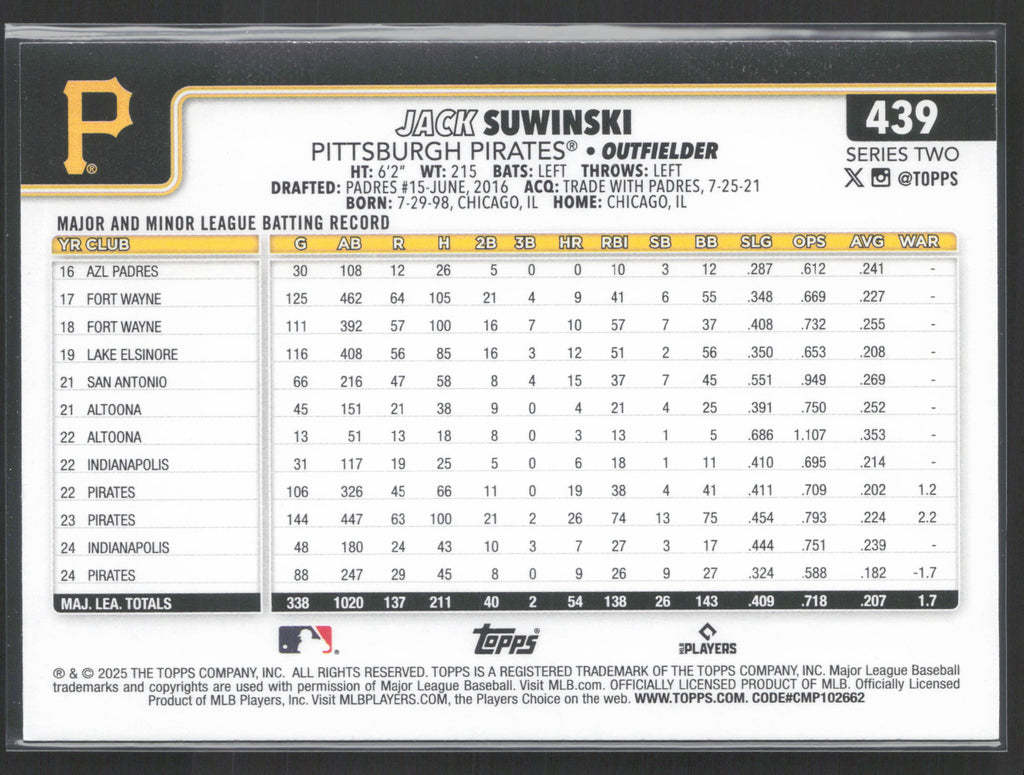 P®
JACK SUWINSKI
439
PITTSBURGH PIRATES® • OUTFIELDER
SERIES TWO
HT: 6'2" WT: 215 BATS: LEFT THROWS: LEFT
@TOPPS
DRAFTED: PADRES #15-JUNE, 2016 ACQ: TRADE WITH PADRES, 7-25-21
BORN: 7-29-98, CHICAGO, IL HOME: CHICAGO, IL
MAJOR AND MINOR LEAGUE BATTING RECORD
YR CLUB G AB R H 2B 3B HR RBI SB BB SLG OPS AVG WAR
16 AZL PADRES 30 108 12 26 5 0 0 10 3 12 .287 .612 .241 -
17 FORT WAYNE 125 462 64 105 21 4 9 41 6 55 .348 .669 .227 -
18 FORT WAYNE 111 392 57 100 16 7 10 57 7 37 .408 .732 .255 -
19 LAKE ELSINORE 116 408 56 85 16 3 12 51 2 56 .350 .653 .208 -
21 SAN ANTONIO 66 216 47 58 8 4 15 37 7 45 .551 .949 .269 -
21 ALTOONA 45 151 21 38 9 0 4 21 4 25 .391 .750 .252 -
22 ALTOONA 13 51 13 18 8 0 3 13 1 5 .686 1.107 .353 -
22 INDIANAPOLIS 31 117 19 25 5 0 6 18 1 11 .410 .695 .214 -
22 PIRATES 106 326 45 66 11 0 19 38 4 41 .411 .709 .202 1.2
23 PIRATES 144 447 63 100 21 2 26 74 13 75 .454 .793 .224 2.2
24 INDIANAPOLIS 48 180 24 43 10 3 7 27 3 17 .444 .751 .239 -
24 PIRATES 88 247 29 45 8 0 9 26 9 27 .324 .588 .182 -1.7
MAJ. LEA. TOTALS 338 1020 137 211 40 2 54 138 26 143 .409 .718 .207 1.7
topps® MLB PLAYERS
® & © 2025 THE TOPPS COMPANY, INC. ALL RIGHTS RESERVED. TOPPS IS A REGISTERED TRADEMARK OF THE TOPPS COMPANY, INC. Major League Baseball
trademarks and copyrights are used with permission of Major League Baseball. Visit MLB.com. OFFICIALLY LICENSED PRODUCT OF MLB. Officially Licensed
Product of MLB Players, Inc. Visit MLBPLAYERS.COM, the Players Choice on the web. WWW.TOPPS.COM. CODE#CMP102662